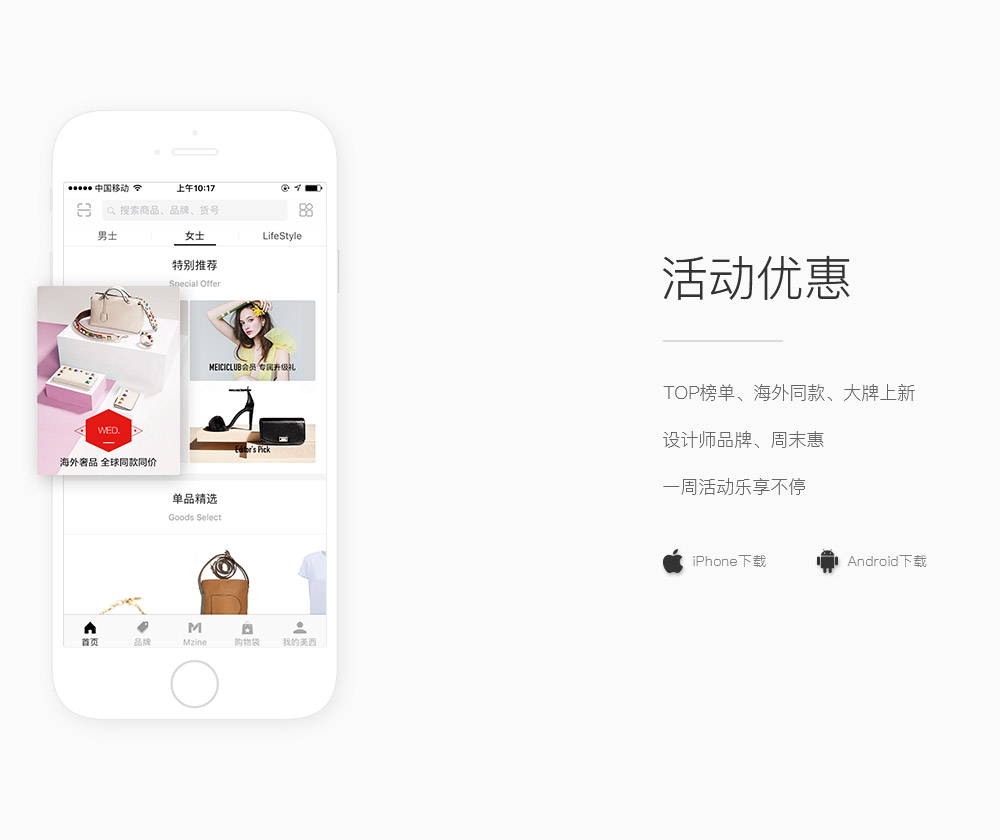 中国移动 上午10:17
搜索商品、品牌、货号
男士 女士 LifeStyle
特别推荐
Special Offer
MEICICLUB会员 专属升级礼
WED.
海外奢品 全球同款同价
Editor's Pick
单品精选
Goods Select
首页 品牌 Mzine 购物袋 我的美西
活动优惠
TOP榜单、海外同款、大牌上新
设计师品牌、周末惠
一周活动乐享不停
iPhone下载 Android下载